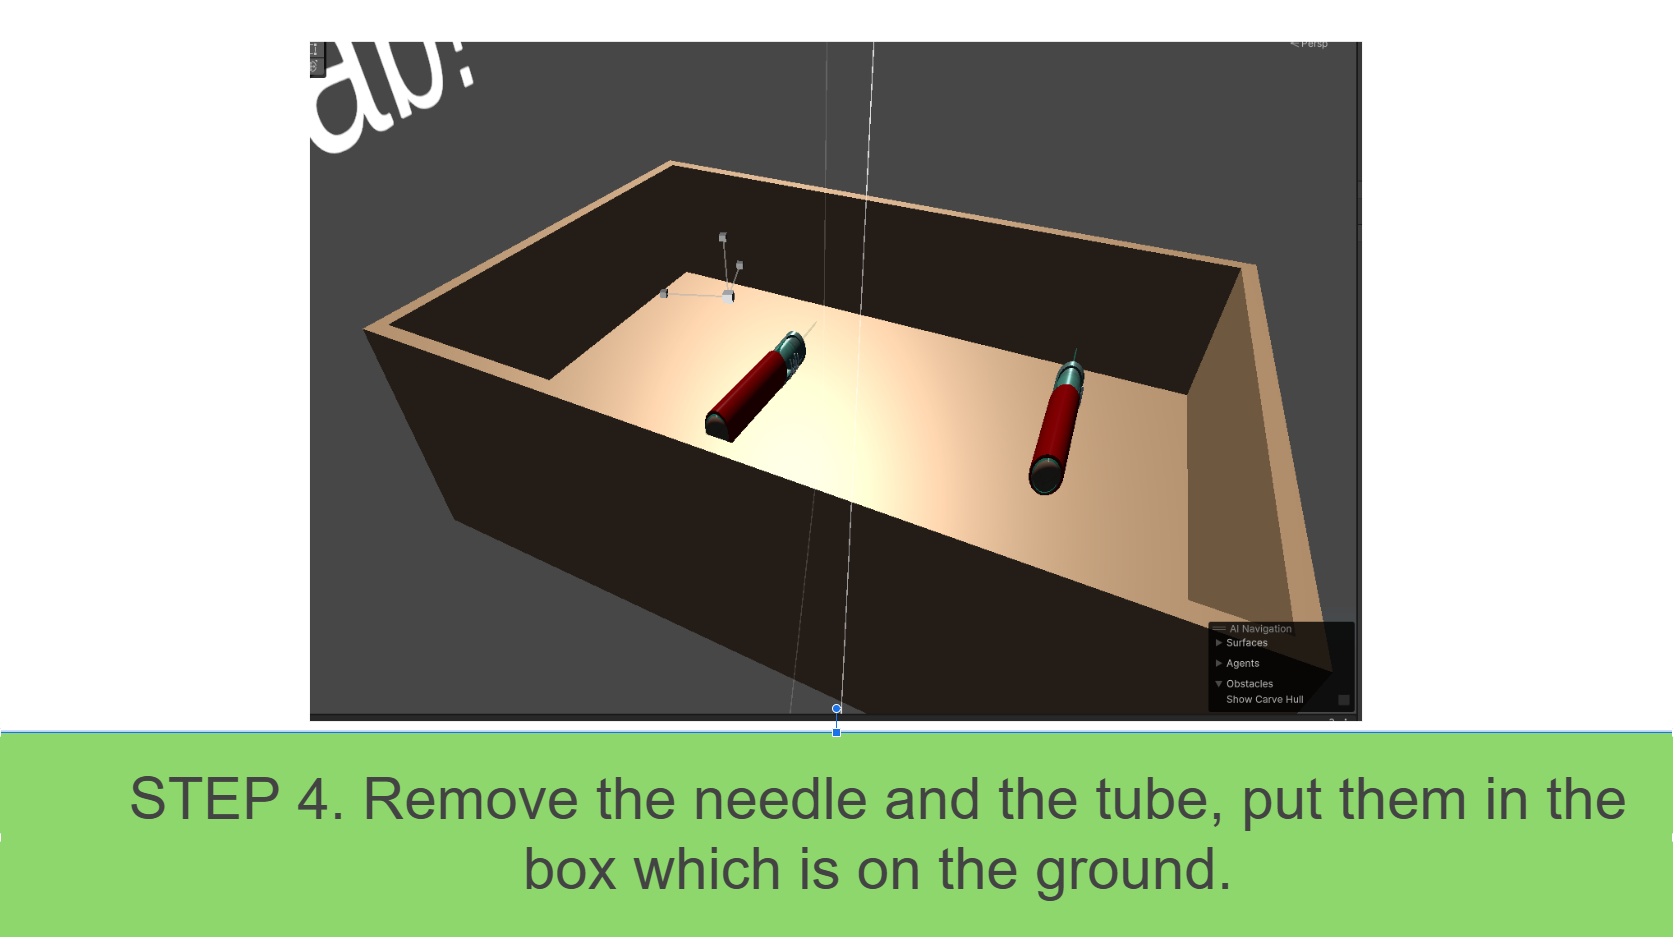 ab!
Persp
AI Navigation
Surfaces
Agents
Obstacles
Show Carve Hull
STEP 4. Remove the needle and the tube, put them in the
box which is on the ground.